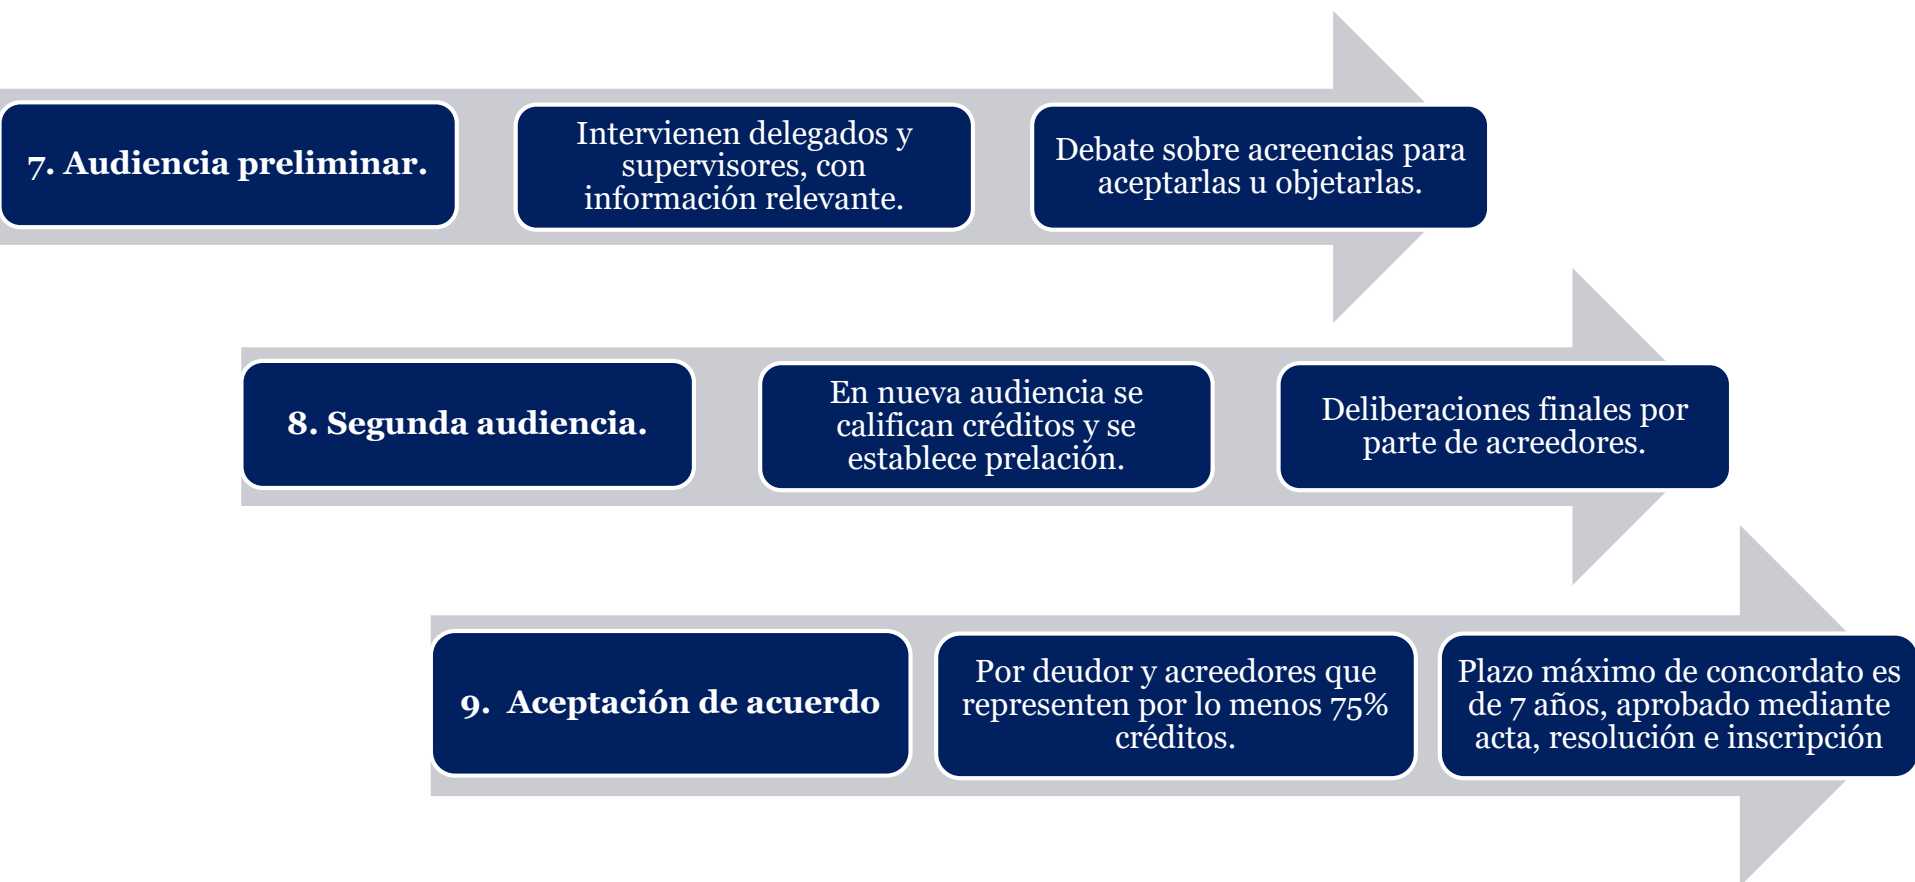 7. Audiencia preliminar.
Intervienen delegados y
supervisores, con
información relevante.
Debate sobre acreencias para
aceptarlas u objetarlas.
8. Segunda audiencia.
En nueva audiencia se
califican créditos y se
establece prelación.
Deliberaciones finales por
parte de acreedores.
9. Aceptación de acuerdo
Por deudor y acreedores que
representen por lo menos 75%
créditos.
Plazo máximo de concordato es
de 7 años, aprobado mediante
acta, resolución e inscripción